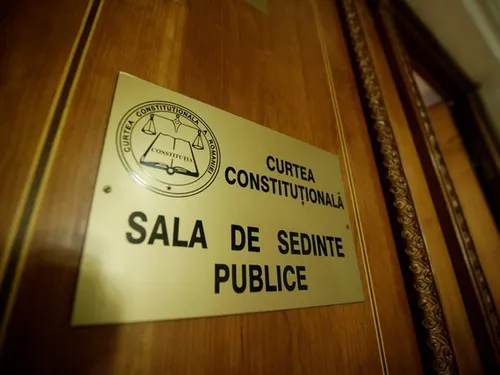 CURTEA CONSTITUȚIONALĂ A ROMÂNIEI
CONSTITUȚIA
CURTEA
CONSTITUȚIONALĂ
SALA DE SEDINTE
PUBLICE